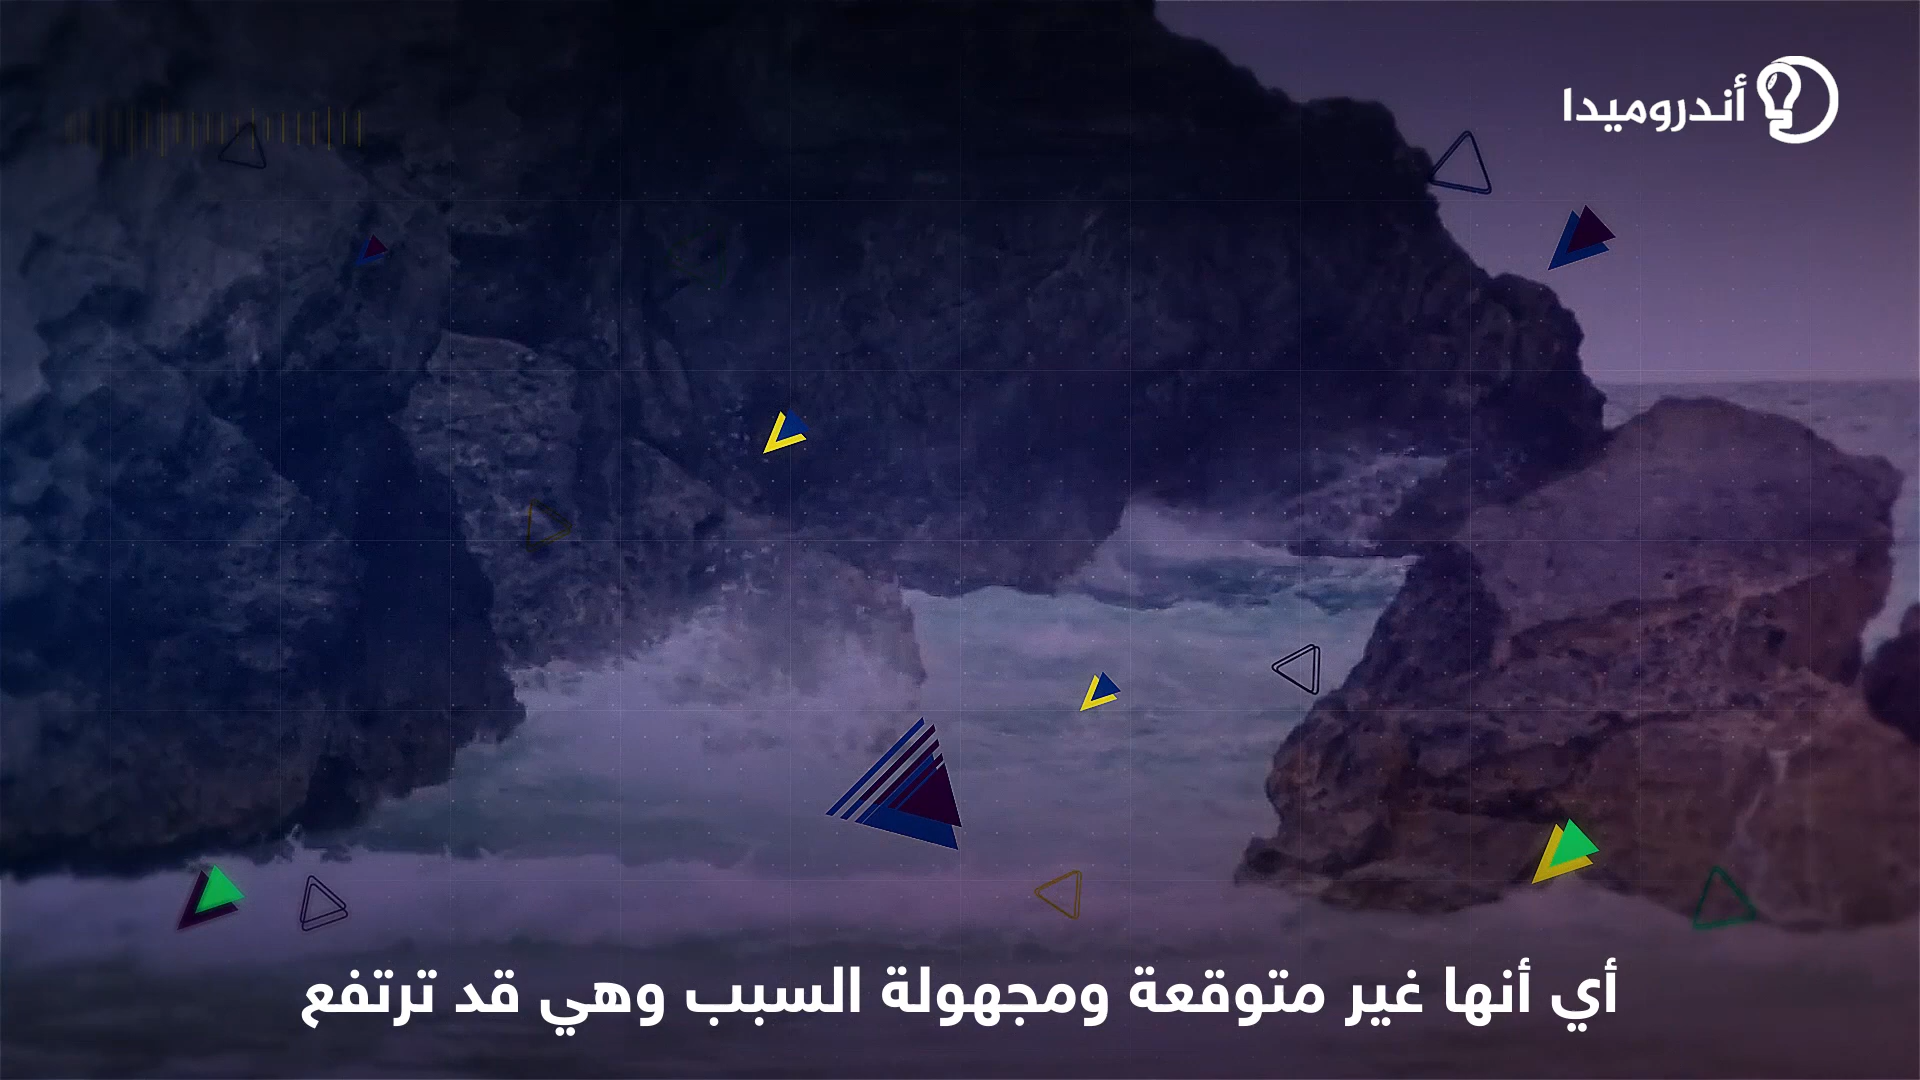 أندروميدا
أي أنها غير متوقعة ومجهولة السبب وهي قد ترتفع